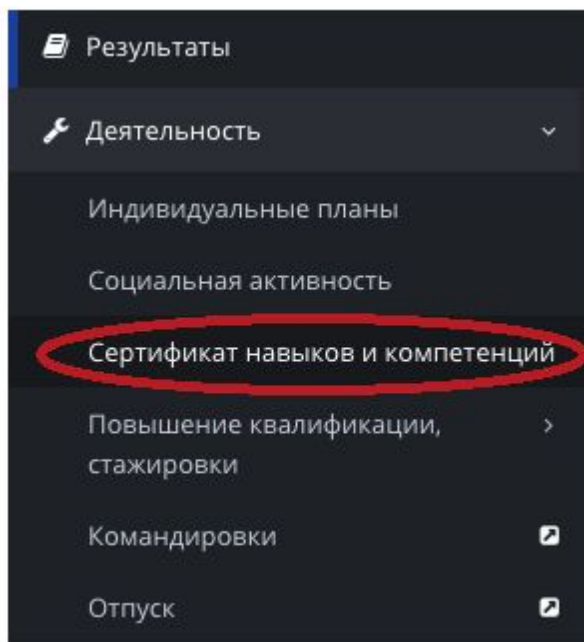 Результаты
Деятельность
Индивидуальные планы
Социальная активность
Сертификат навыков и компетенций
Повышение квалификации,
стажировки
Командировки
Отпуск